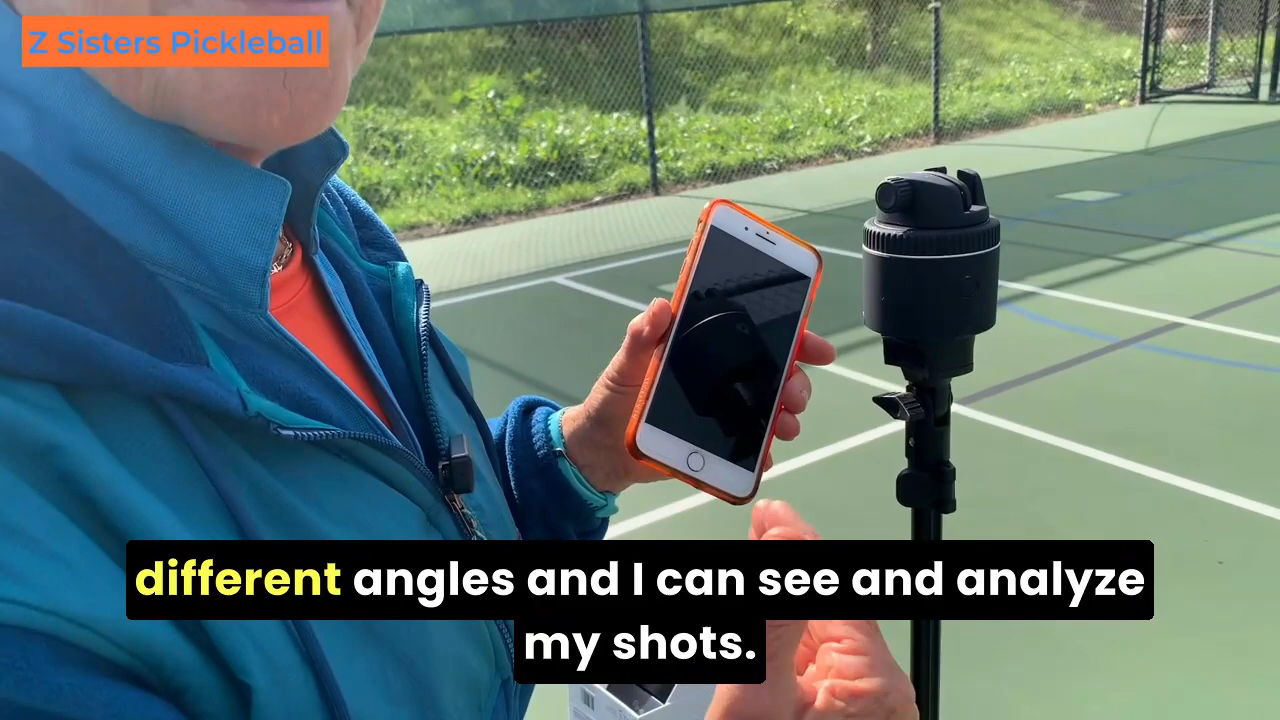 Z Sisters Pickleball
different angles and I can see and analyze
my shots.